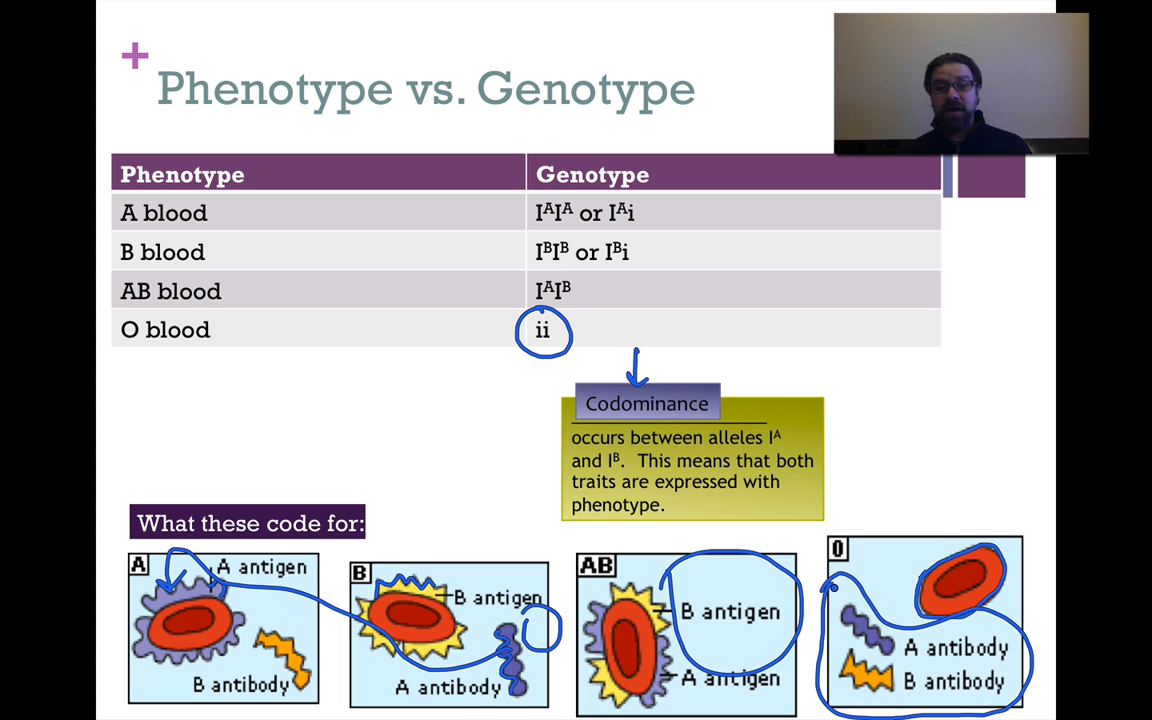 +
Phenotype vs. Genotype
Phenotype Genotype
A blood IᴬIᴬ or Iᴬi
B blood IᴮIᴮ or Iᴮi
AB blood IᴬIᴮ
O blood ii
Codominance
occurs between alleles Iᴬ
and Iᴮ. This means that both
traits are expressed with
phenotype.
What these code for:
A
A antigen
B antibody
B
B antigen
A antibody
AB
B antigen
A antigen
O
A antibody
B antibody